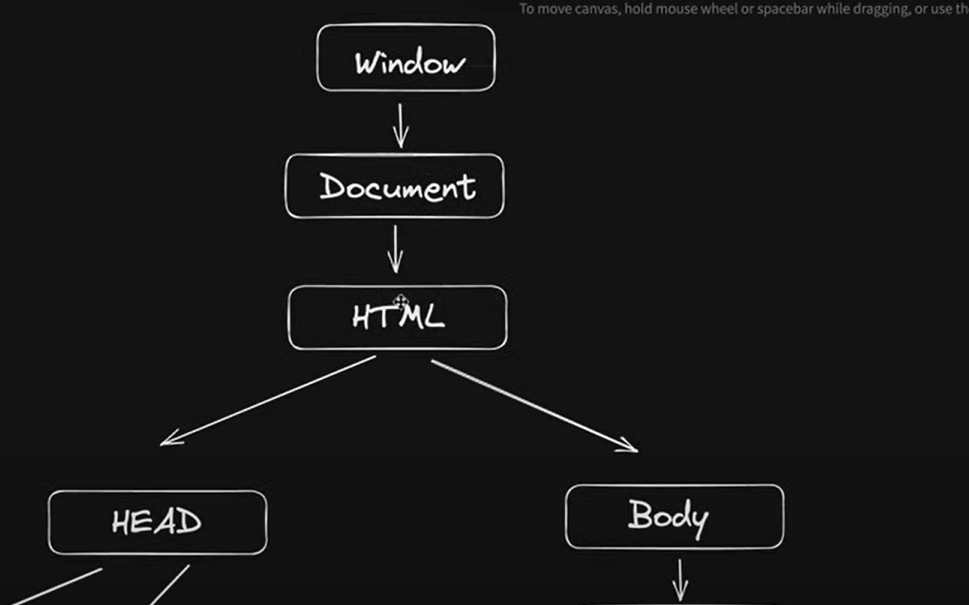 To move canvas, hold mouse wheel or spacebar while dragging, or use th
Window
Document
HTML
HEAD
Body